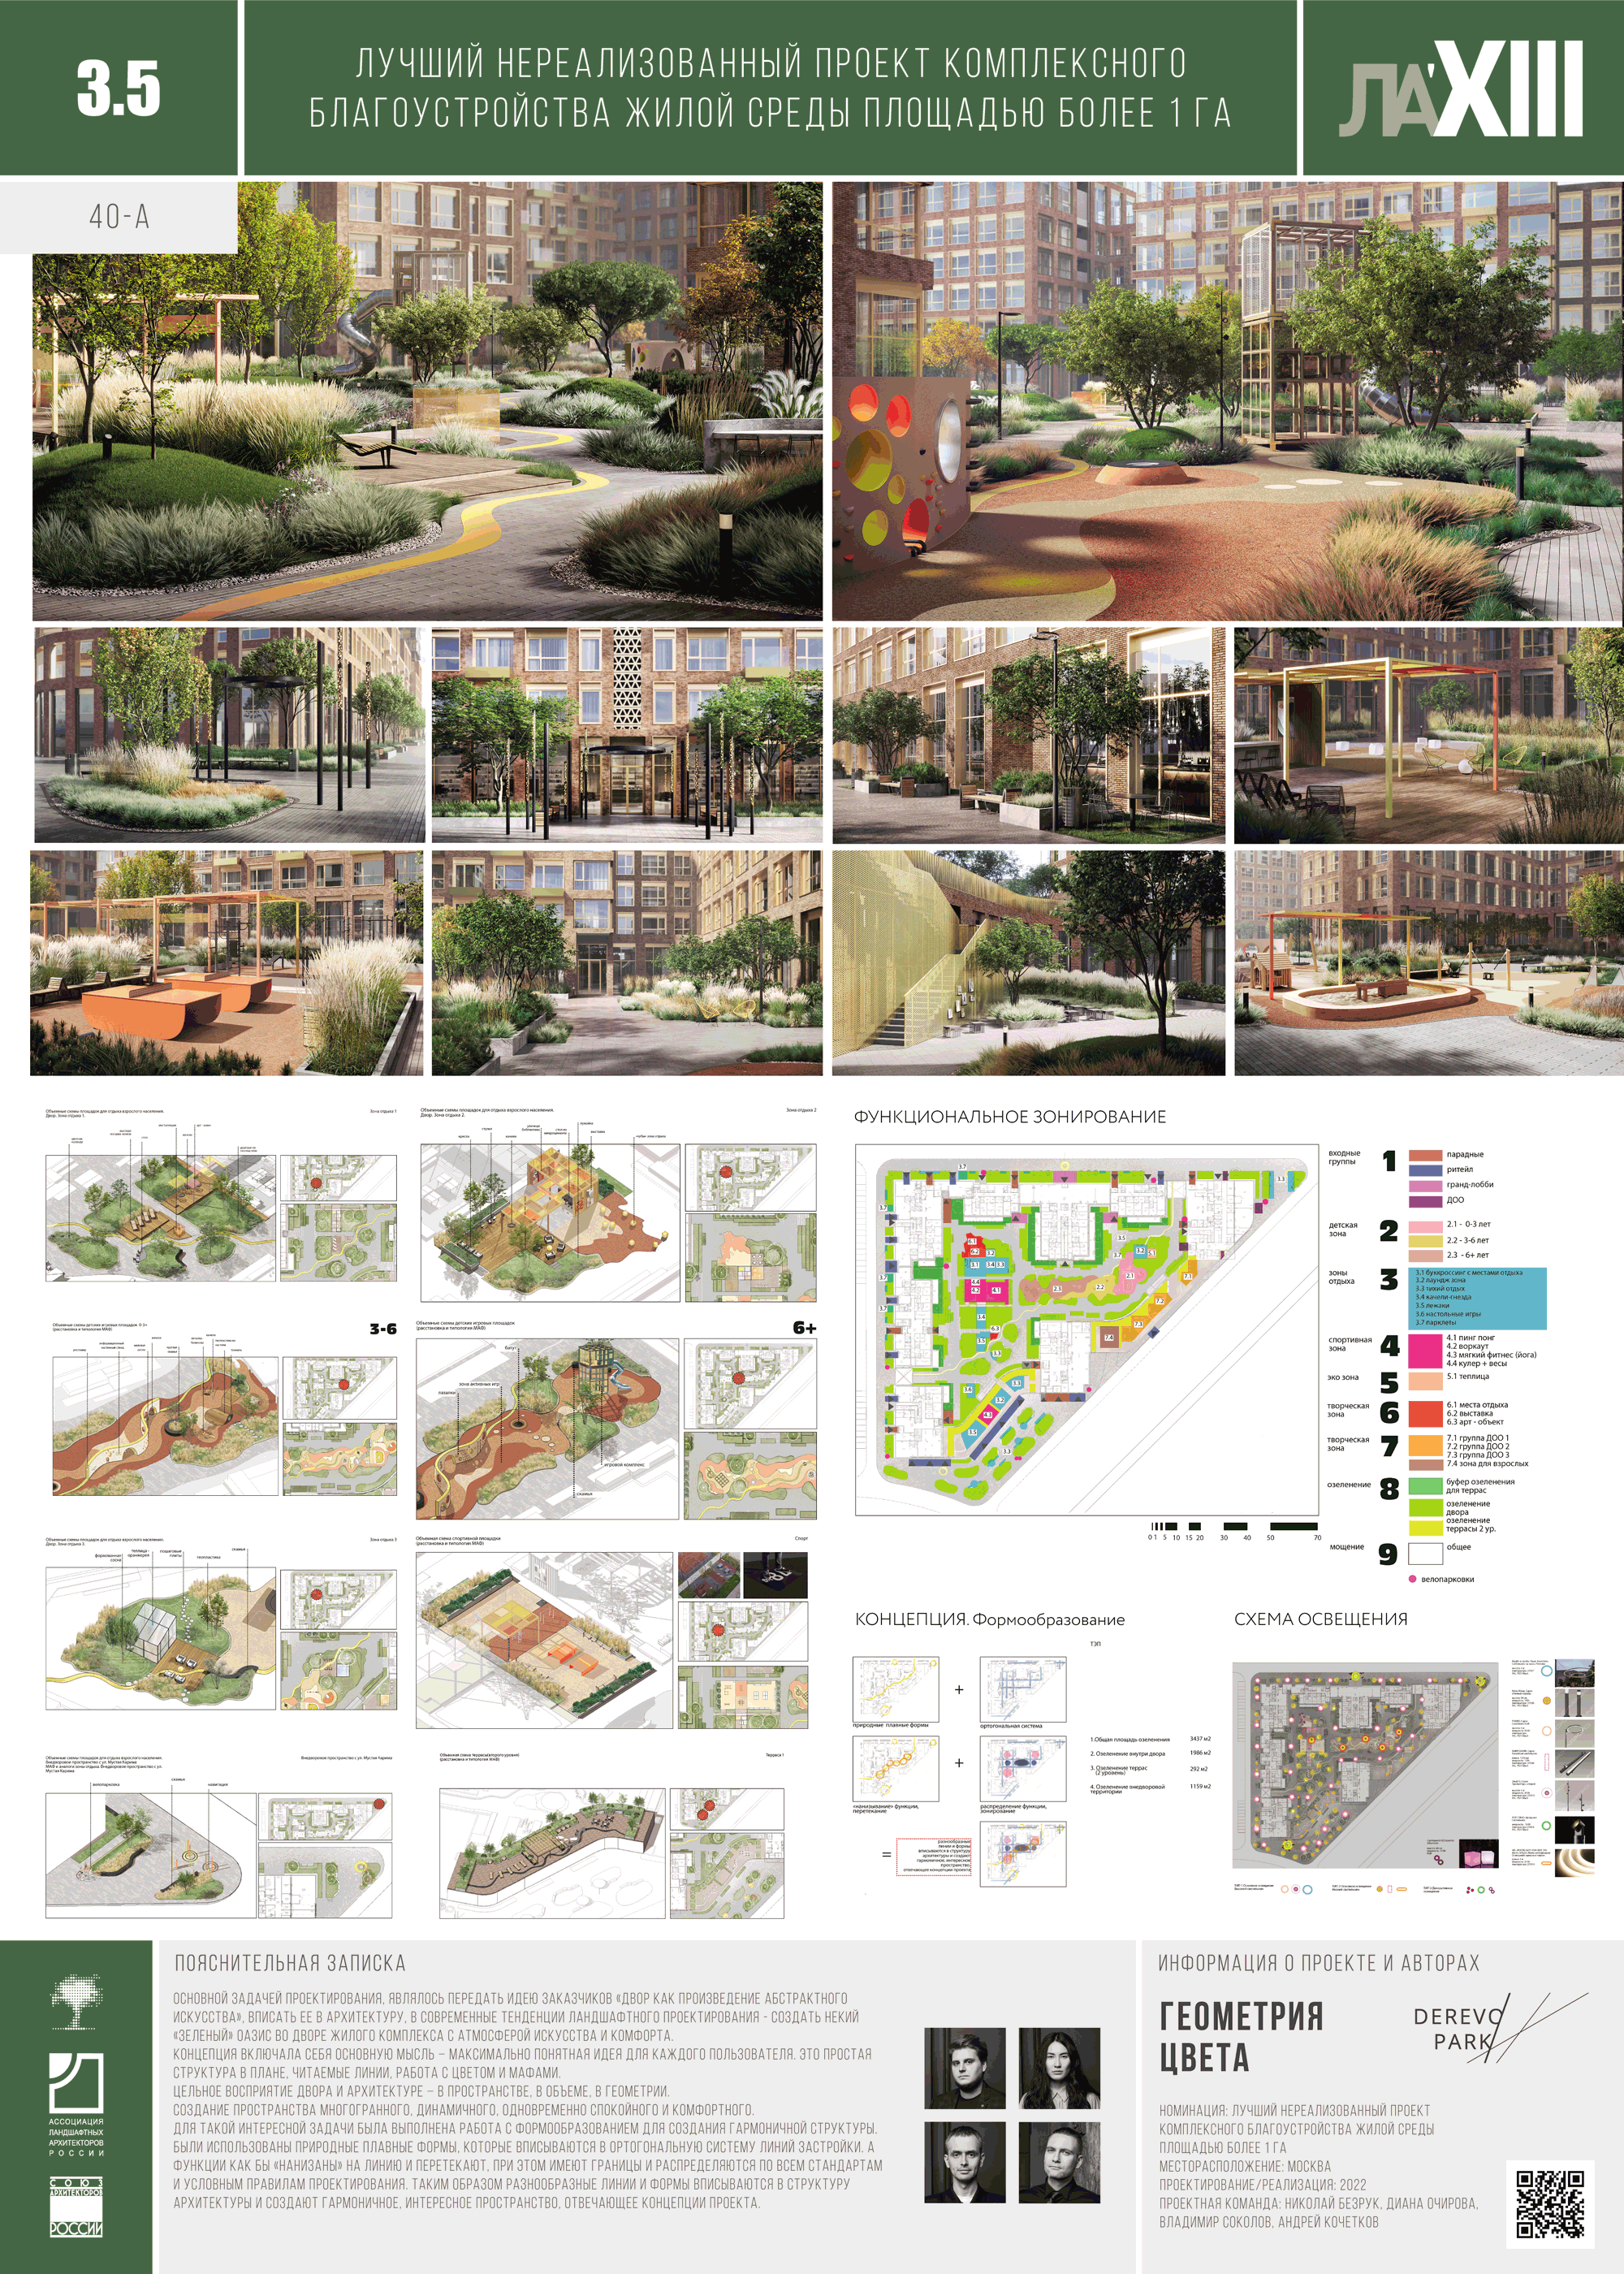 3.5
ЛУЧШИЙ НЕРЕАЛИЗОВАННЫЙ ПРОЕКТ КОМПЛЕКСНОГО
БЛАГОУСТРОЙСТВА ЖИЛОЙ СРЕДЫ ПЛОЩАДЬЮ БОЛЕЕ 1 ГА
ЛА'XIII
40-А
Объемные схемы площадок для отдыха взрослого населения.
Двор. Зона отдыха 1.
Зона отдыха 1
Объемные схемы площадок для отдыха взрослого населения.
Двор. Зона отдыха 2.
Зона отдыха 2
3-6
Объемная схема детских игровых площадок
(расстановка и типология МАФ)
6+
батут
зона активных игр
игровой комплекс
скамья
Объемные схемы площадок для отдыха взрослого населения.
Двор. Зона отдыха 3.
Зона отдыха 3
Объемная схема спортивной площадки
(расстановка и типология МАФ)
Спорт
Объемные схемы площадок для отдыха взрослого населения.
Внедворовое пространство с ул. Мустая Карима
велопарковка
скамья
навигация
Терраса 1
ФУНКЦИОНАЛЬНОЕ ЗОНИРОВАНИЕ
входные
группы
1
парадные
ритейл
гранд-лобби
ДОО
детская
зона
2
2.1 - 0-3 лет
2.2 - 3-6 лет
2.3 - 6+ лет
зоны
отдыха
3
3.1 буккроссинг с местами отдыха
3.2 лаундж зона
3.3 тихий отдых
3.4 качели-гнезда
3.5 лежаки
3.6 настольные игры
3.7 парклеты
спортивная
зона
4
4.1 пинг понг
4.2 воркаут
4.3 мягкий фитнес (йога)
4.4 кулер + весы
эко зона
5
5.1 теплица
творческая
зона
6
6.1 места отдыха
6.2 выставка
6.3 арт - объект
творческая
зона
7
7.1 группа ДОО 1
7.2 группа ДОО 2
7.3 группа ДОО 3
7.4 зона для взрослых
озеленение
8
буфер озеленения
для террас
озеленение
двора
озеленение
террасы 2 ур.
мощение
9
общее
велопарковки
0 1 5 10 15 20 30 40 50 70
КОНЦЕПЦИЯ. Формообразование
ТЭП
природные плавные формы
+
ортогональная система
«нанизывание» функции,
перетекание
+
распределение функции,
зонирование
=
разнообразные
линии и формы
вписываются в структуру
архитектуры и создают
гармоничное, интересное
пространство,
отвечающее концепции проекта
1.Общая площадь озеленения 3437 м2
2. Озеленение внутри двора 1986 м2
3. Озеленение террас
(2 уровень) 292 м2
4. Озеленение внедворовой
территории 1159 м2
СХЕМА ОСВЕЩЕНИЯ
АССОЦИАЦИЯ
ЛАНДШАФТНЫХ
АРХИТЕКТОРОВ
РОССИИ
СОЮЗ
АРХИТЕКТОРОВ
РОССИИ
ПОЯСНИТЕЛЬНАЯ ЗАПИСКА
ОСНОВНОЙ ЗАДАЧЕЙ ПРОЕКТИРОВАНИЯ, ЯВЛЯЛОСЬ ПЕРЕДАТЬ ИДЕЮ ЗАКАЗЧИКОВ «ДВОР КАК ПРОИЗВЕДЕНИЕ АБСТРАКТНОГО
ИСКУССТВА», ВПИСАТЬ ЕЕ В АРХИТЕКТУРУ, В СОВРЕМЕННЫЕ ТЕНДЕНЦИИ ЛАНДШАФТНОГО ПРОЕКТИРОВАНИЯ - СОЗДАТЬ НЕКИЙ
«ЗЕЛЕНЫЙ» ОАЗИС ВО ДВОРЕ ЖИЛОГО КОМПЛЕКСА С АТМОСФЕРОЙ ИСКУССТВА И КОМФОРТА.
КОНЦЕПЦИЯ ВКЛЮЧАЛА СЕБЯ ОСНОВНУЮ МЫСЛЬ – МАКСИМАЛЬНО ПОНЯТНАЯ ИДЕЯ ДЛЯ КАЖДОГО ПОЛЬЗОВАТЕЛЯ. ЭТО ПРОСТАЯ
СТРУКТУРА В ПЛАНЕ, ЧИТАЕМЫЕ ЛИНИИ, РАБОТА С ЦВЕТОМ И МАФАМИ.
ЦЕЛЬНОЕ ВОСПРИЯТИЕ ДВОРА И АРХИТЕКТУРЕ – В ПРОСТРАНСТВЕ, В ОБЪЕМЕ, В ГЕОМЕТРИИ.
СОЗДАНИЕ ПРОСТРАНСТВА МНОГОГРАННОГО, ДИНАМИЧНОГО, ОДНОВРЕМЕННО СПОКОЙНОГО И КОМФОРТНОГО.
ДЛЯ ТАКОЙ ИНТЕРЕСНОЙ ЗАДАЧИ БЫЛА ВЫПОЛНЕНА РАБОТА С ФОРМООБРАЗОВАНИЕМ ДЛЯ СОЗДАНИЯ ГАРМОНИЧНОЙ СТРУКТУРЫ.
БЫЛИ ИСПОЛЬЗОВАНЫ ПРИРОДНЫЕ ПЛАВНЫЕ ФОРМЫ, КОТОРЫЕ ВПИСЫВАЮТСЯ В ОРТОГОНАЛЬНУЮ СИСТЕМУ ЛИНИЙ ЗАСТРОЙКИ. А
ФУНКЦИИ КАК БЫ «НАНИЗАНЫ» НА ЛИНИЮ И ПЕРЕТЕКАЮТ, ПРИ ЭТОМ ИМЕЮТ ГРАНИЦЫ И РАСПРЕДЕЛЯЮТСЯ ПО ВСЕМ СТАНДАРТАМ
И УСЛОВНЫМ ПРАВИЛАМ ПРОЕКТИРОВАНИЯ. ТАКИМ ОБРАЗОМ РАЗНООБРАЗНЫЕ ЛИНИИ И ФОРМЫ ВПИСЫВАЮТСЯ В СТРУКТУРУ
АРХИТЕКТУРЫ И СОЗДАЮТ ГАРМОНИЧНОЕ, ИНТЕРЕСНОЕ ПРОСТРАНСТВО, ОТВЕЧАЮЩЕЕ КОНЦЕПЦИИ ПРОЕКТА.
ИНФОРМАЦИЯ О ПРОЕКТЕ И АВТОРАХ
ГЕОМЕТРИЯ
ЦВЕТА
DEREVO
PARK
НОМИНАЦИЯ: ЛУЧШИЙ НЕРЕАЛИЗОВАННЫЙ ПРОЕКТ
КОМПЛЕКСНОГО БЛАГОУСТРОЙСТВА ЖИЛОЙ СРЕДЫ
ПЛОЩАДЬЮ БОЛЕЕ 1 ГА
МЕСТОРАСПОЛОЖЕНИЕ: МОСКВА
ПРОЕКТИРОВАНИЕ/РЕАЛИЗАЦИЯ: 2022
ПРОЕКТНАЯ КОМАНДА: НИКОЛАЙ БЕЗРУК, ДИАНА ОЧИРОВА,
ВЛАДИМИР СОКОЛОВ, АНДРЕЙ КОЧЕТКОВ